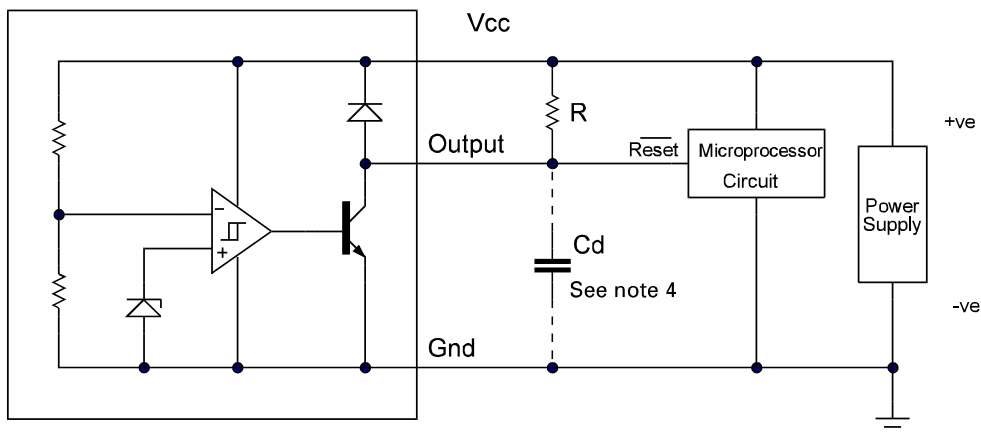 Vcc
R
+ve
Output
Reset
Microprocessor
Circuit
Power
Supply
−
+
Cd
See note 4
-ve
Gnd